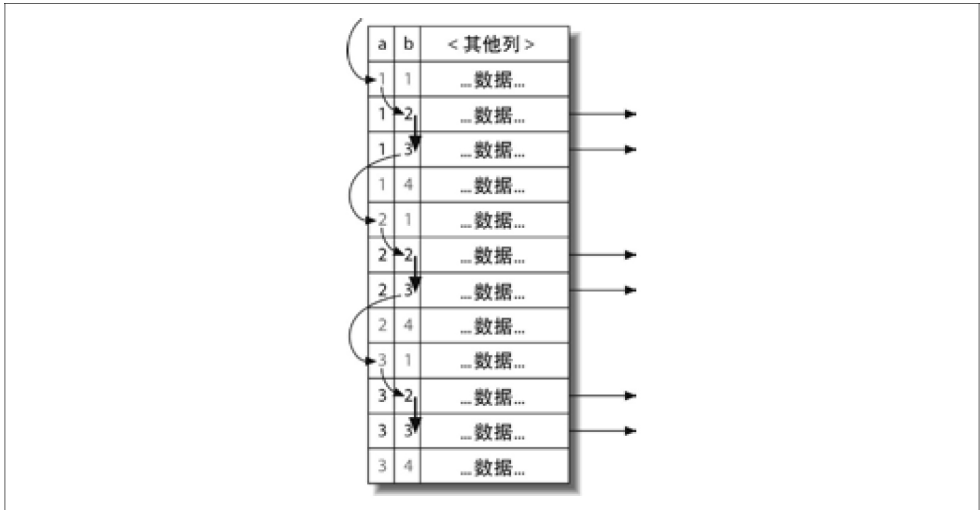 a b <其他列>
1 1 ...数据...
1 2 ...数据...
1 3 ...数据...
1 4 ...数据...
2 1 ...数据...
2 2 ...数据...
2 3 ...数据...
2 4 ...数据...
3 1 ...数据...
3 2 ...数据...
3 3 ...数据...
3 4 ...数据...